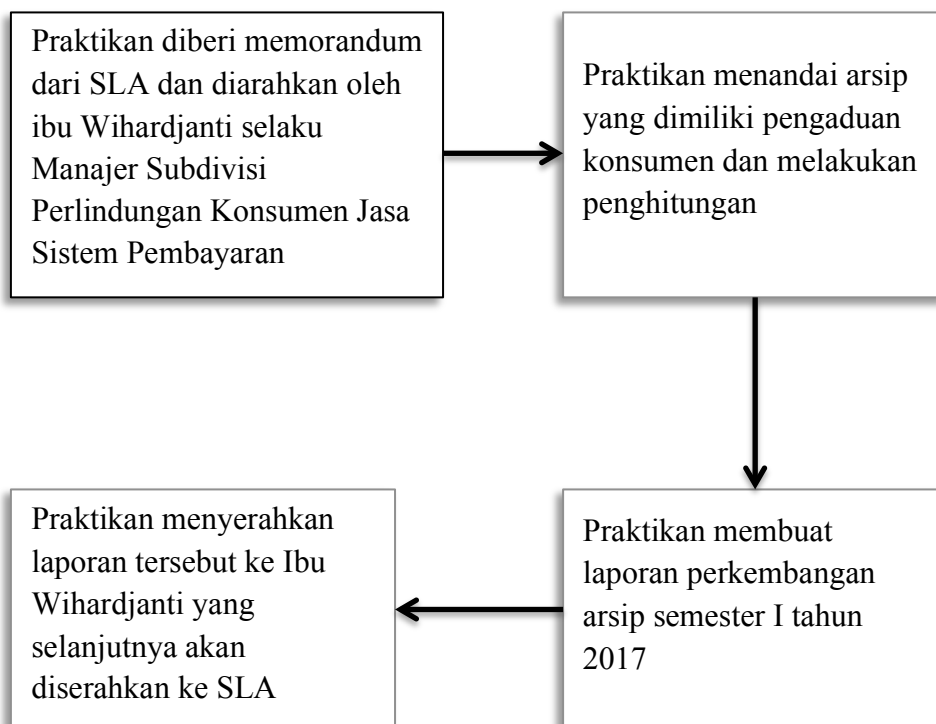 Praktikan diberi memorandum
dari SLA dan diarahkan oleh
ibu Wihardjanti selaku
Manajer Subdivisi
Perlindungan Konsumen Jasa
Sistem Pembayaran
Praktikan menandai arsip
yang dimiliki pengaduan
konsumen dan melakukan
penghitungan
Praktikan membuat
laporan perkembangan
arsip semester I tahun
2017
Praktikan menyerahkan
laporan tersebut ke Ibu
Wihardjanti yang
selanjutnya akan
diserahkan ke SLA